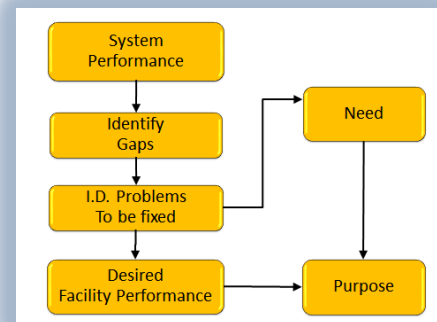 System
Performance
Identify
Gaps
I.D. Problems
To be fixed
Desired
Facility Performance
Need
Purpose